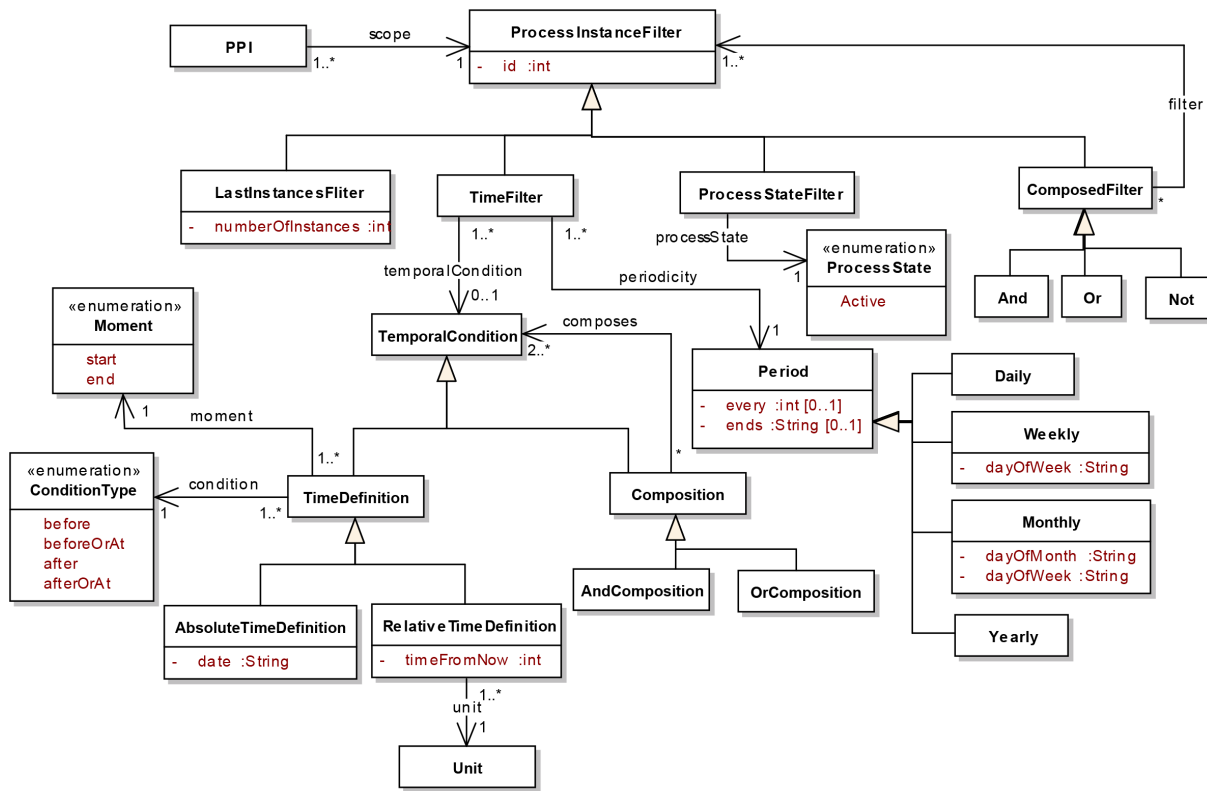 PPI
scope
1..*
1
ProcessInstanceFilter
- id :int
1..*
filter
LastInstancesFliter
- numberOfInstances :int
TimeFilter
1..*
1..*
ProcessStateFilter
processState
1
ComposedFilter
*
«enumeration»
ProcessState
Active
And
Or
Not
temporalCondition
0..1
periodicity
1
«enumeration»
Moment
start
end
1
moment
1..*
TemporalCondition
2..*
composes
*
Period
- every :int [0..1]
- ends :String [0..1]
Daily
Weekly
- dayOfWeek :String
Monthly
- dayOfMonth :String
- dayOfWeek :String
Yearly
«enumeration»
ConditionType
before
beforeOrAt
after
afterOrAt
condition
1
1..*
TimeDefinition
Composition
AndComposition
OrComposition
AbsoluteTimeDefinition
- date :String
RelativeTimeDefinition
- timeFromNow :int
1..*
unit
1
Unit